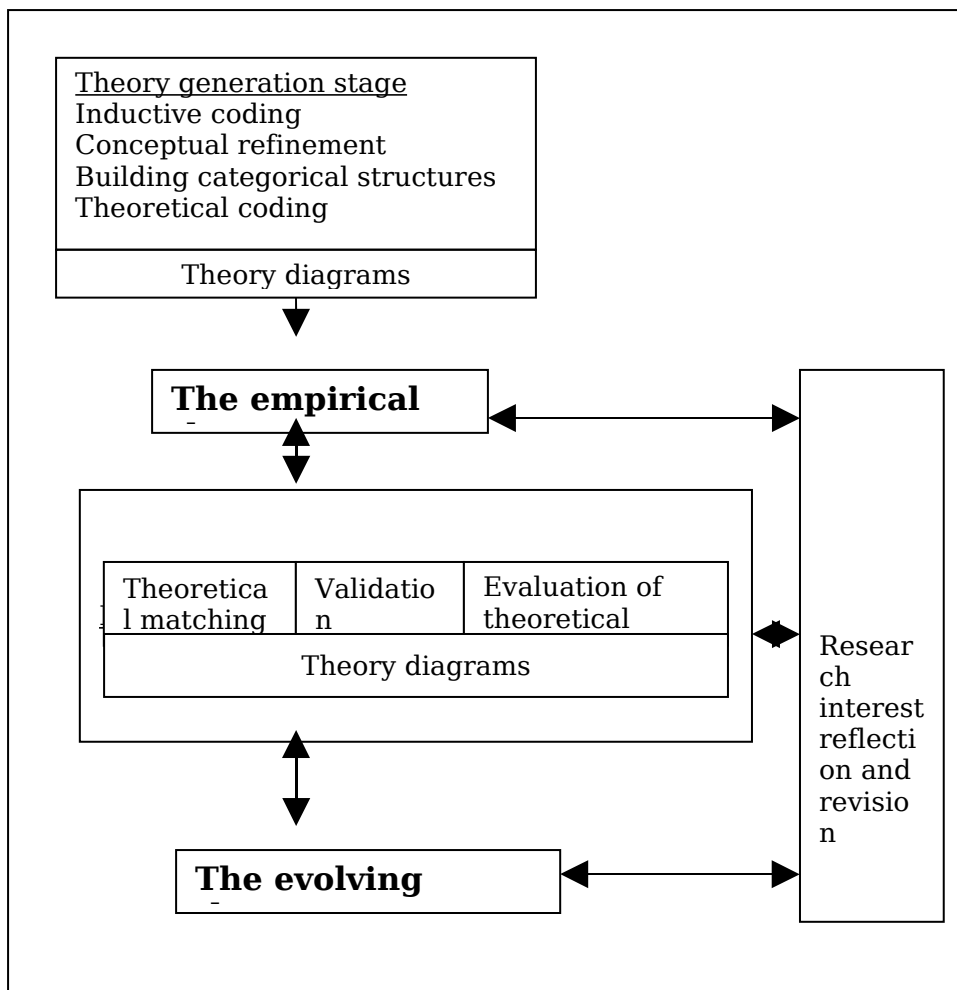 Theory generation stage
Inductive coding
Conceptual refinement
Building categorical structures
Theoretical coding
Theory diagrams
The empirical
Theoretica
l matching
Validatio
n
Evaluation of
theoretical
Theory diagrams
Resear
ch
interest
reflecti
on and
revisio
n
The evolving